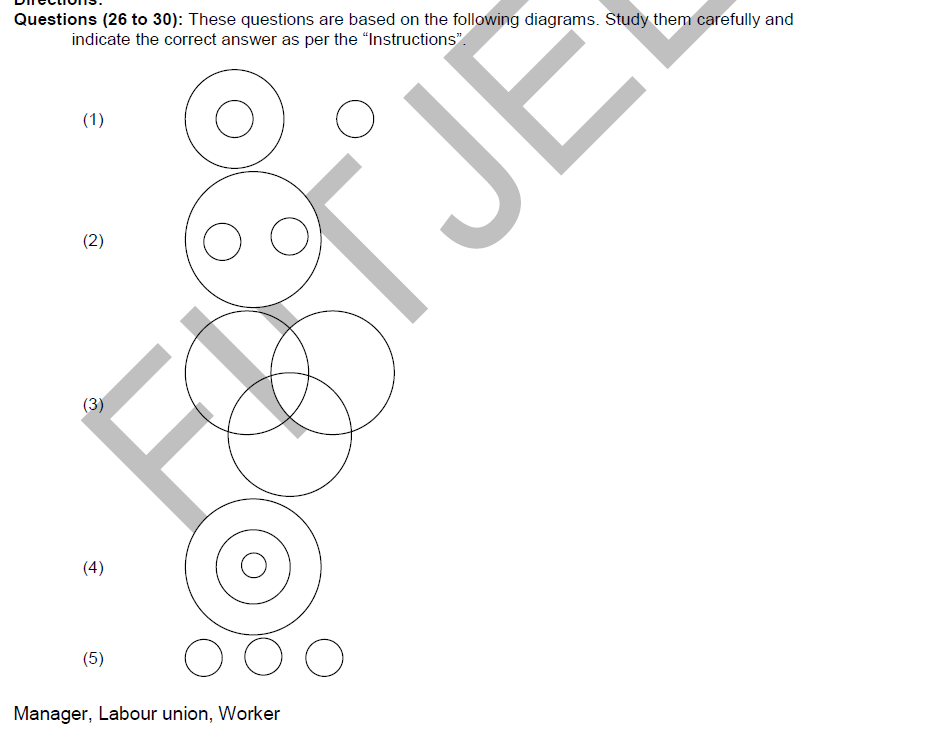 Directions:
Questions (26 to 30): These questions are based on the following diagrams. Study them carefully and
indicate the correct answer as per the “Instructions”.
(1)
(2)
(3)
(4)
(5)
Manager, Labour union, Worker
FIITJEE